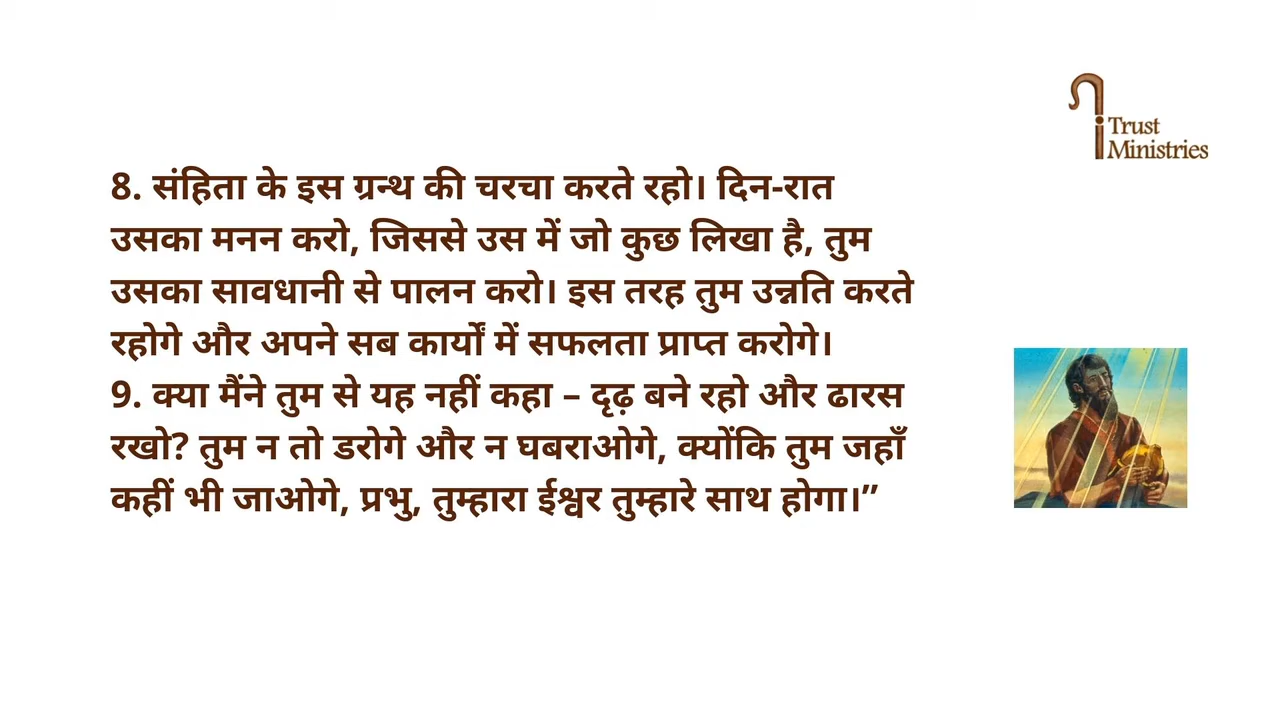 Trust
Ministries
8. संहिता के इस ग्रन्थ की चरचा करते रहो। दिन-रात
उसका मनन करो, जिससे उस में जो कुछ लिखा है, तुम
उसका सावधानी से पालन करो। इस तरह तुम उन्नति करते
रहोगे और अपने सब कार्यों में सफलता प्राप्त करोगे।
9. क्या मैंने तुम से यह नहीं कहा – दृढ़ बने रहो और ढारस
रखो? तुम न तो डरोगे और न घबराओगे, क्योंकि तुम जहाँ
कहीं भी जाओगे, प्रभु, तुम्हारा ईश्वर तुम्हारे साथ होगा।”